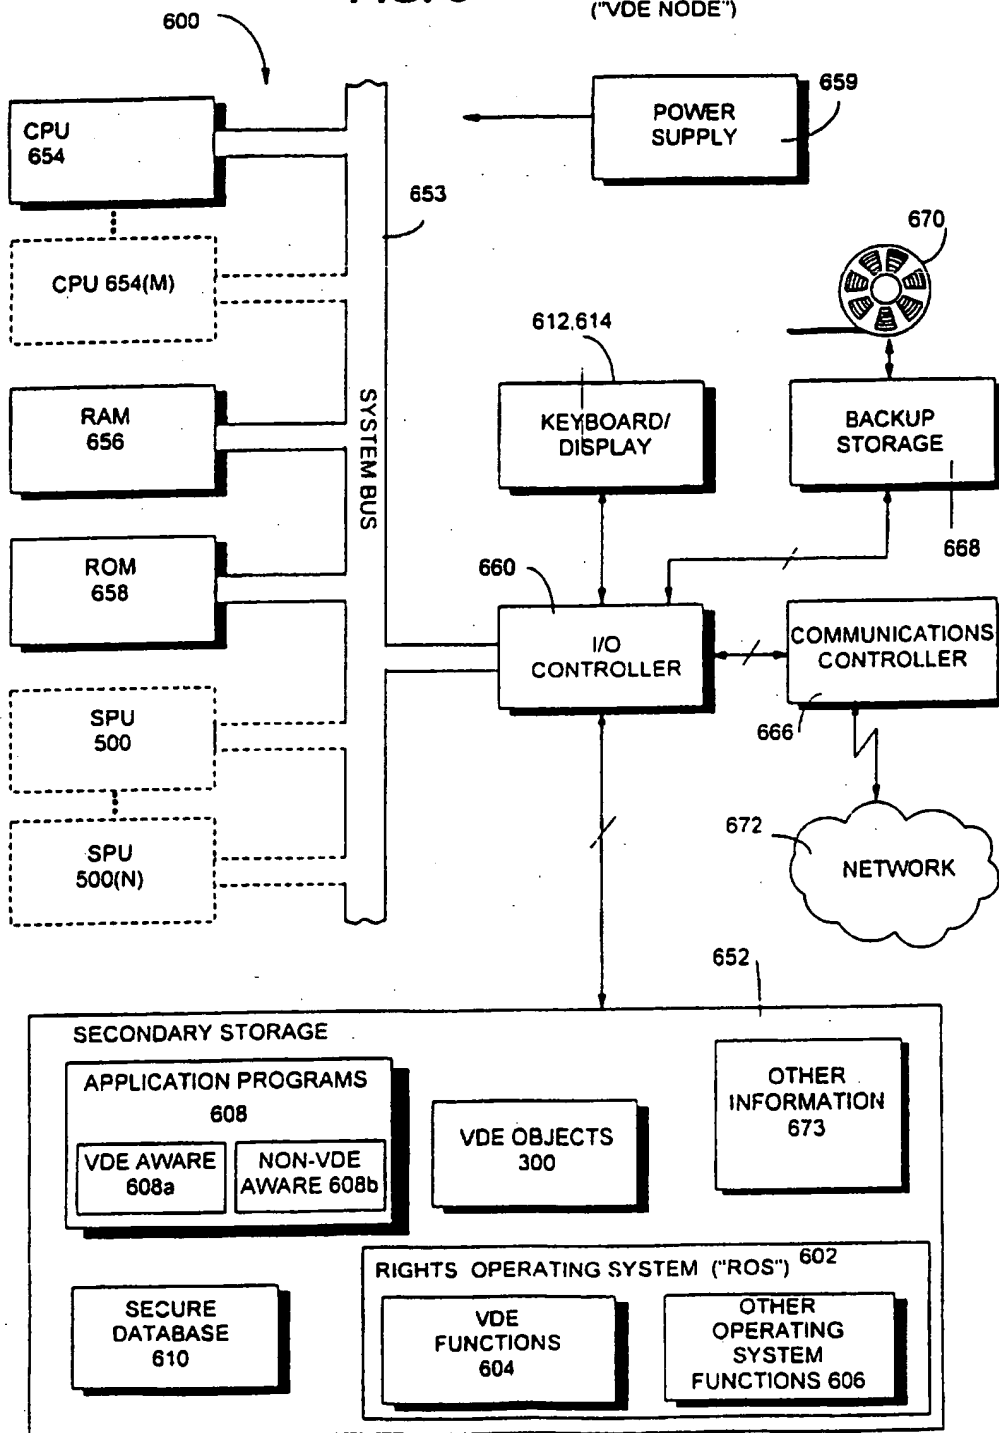 ("VDE NODE")
600
CPU
654
POWER
SUPPLY
659
653
CPU 654(M)
670
612,614
RAM
656
SYSTEM BUS
KEYBOARD/
DISPLAY
BACKUP
STORAGE
668
ROM
658
660
I/O
CONTROLLER
COMMUNICATIONS
CONTROLLER
666
SPU
500
672
NETWORK
SPU
500(N)
652
SECONDARY STORAGE
APPLICATION PROGRAMS
608
VDE AWARE
608a
NON-VDE
AWARE 608b
VDE OBJECTS
300
OTHER
INFORMATION
673
SECURE
DATABASE
610
RIGHTS OPERATING SYSTEM ("ROS") 602
VDE
FUNCTIONS
604
OTHER
OPERATING
SYSTEM
FUNCTIONS 606